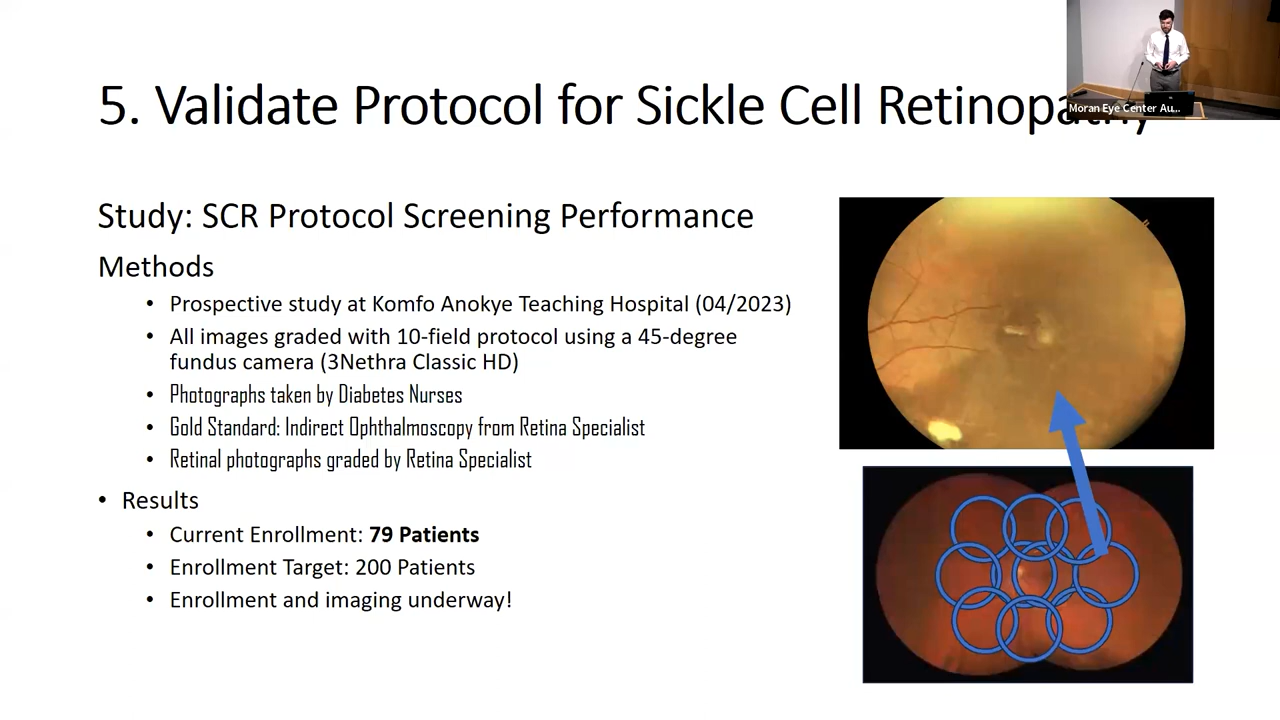 5. Validate Protocol for Sickle Cell Retinopathy
Moran Eye Center Au...
Study: SCR Protocol Screening Performance
Methods
• Prospective study at Komfo Anokye Teaching Hospital (04/2023)
• All images graded with 10-field protocol using a 45-degree
fundus camera (3Nethra Classic HD)
• Photographs taken by Diabetes Nurses
• Gold Standard: Indirect Ophthalmoscopy from Retina Specialist
• Retinal photographs graded by Retina Specialist
• Results
• Current Enrollment: 79 Patients
• Enrollment Target: 200 Patients
• Enrollment and imaging underway!